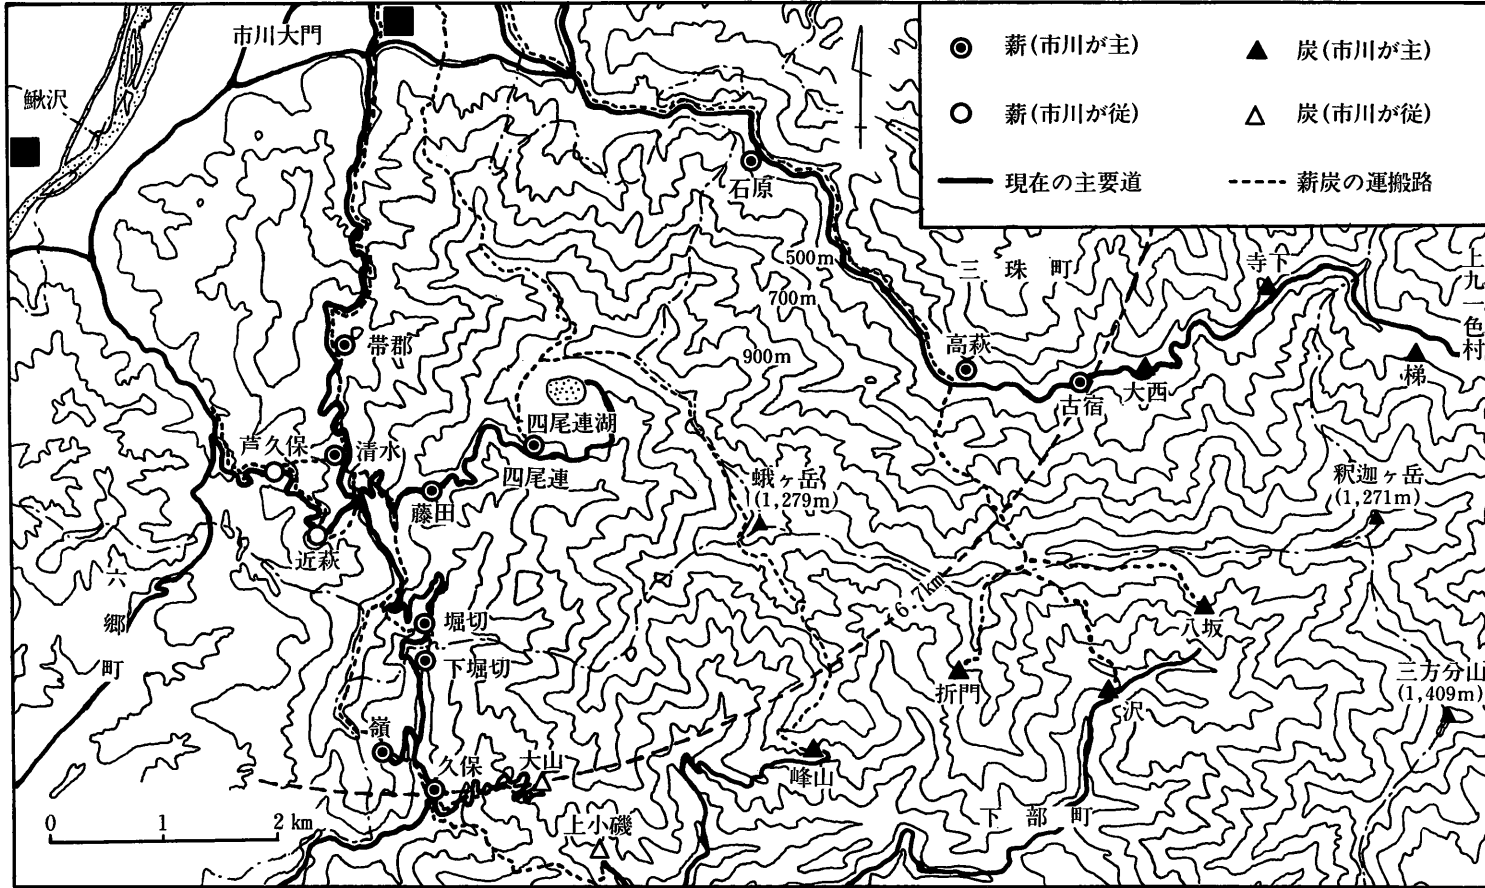 市川大門
鰍沢
薪(市川が主)
炭(市川が主)
薪(市川が従)
炭(市川が従)
現在の主要道
薪炭の運搬路
石原
500m
700m
900m
三珠町
寺下
上九一色村
高萩
古宿
大西
梯
帯郡
四尾連湖
四尾連
芦久保
清水
藤田
近萩
蛾ヶ岳
(1,279m)
釈迦ヶ岳
(1,271m)
六郷町
6.7km
堀切
下堀切
八坂
折門
沢
三方分山
(1,409m)
嶺
久保
大山
峰山
上小磯
下部町
0 1 2 km